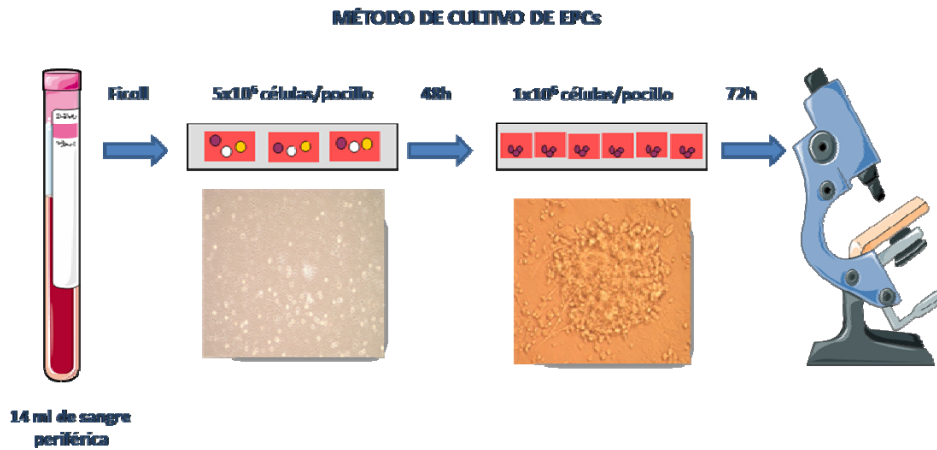 MÉTODO DE CULTIVO DE EPCs
Ficoll
5x10⁶ células/pocillo
48h
1x10⁶ células/pocillo
72h
14 ml de sangre
periférica